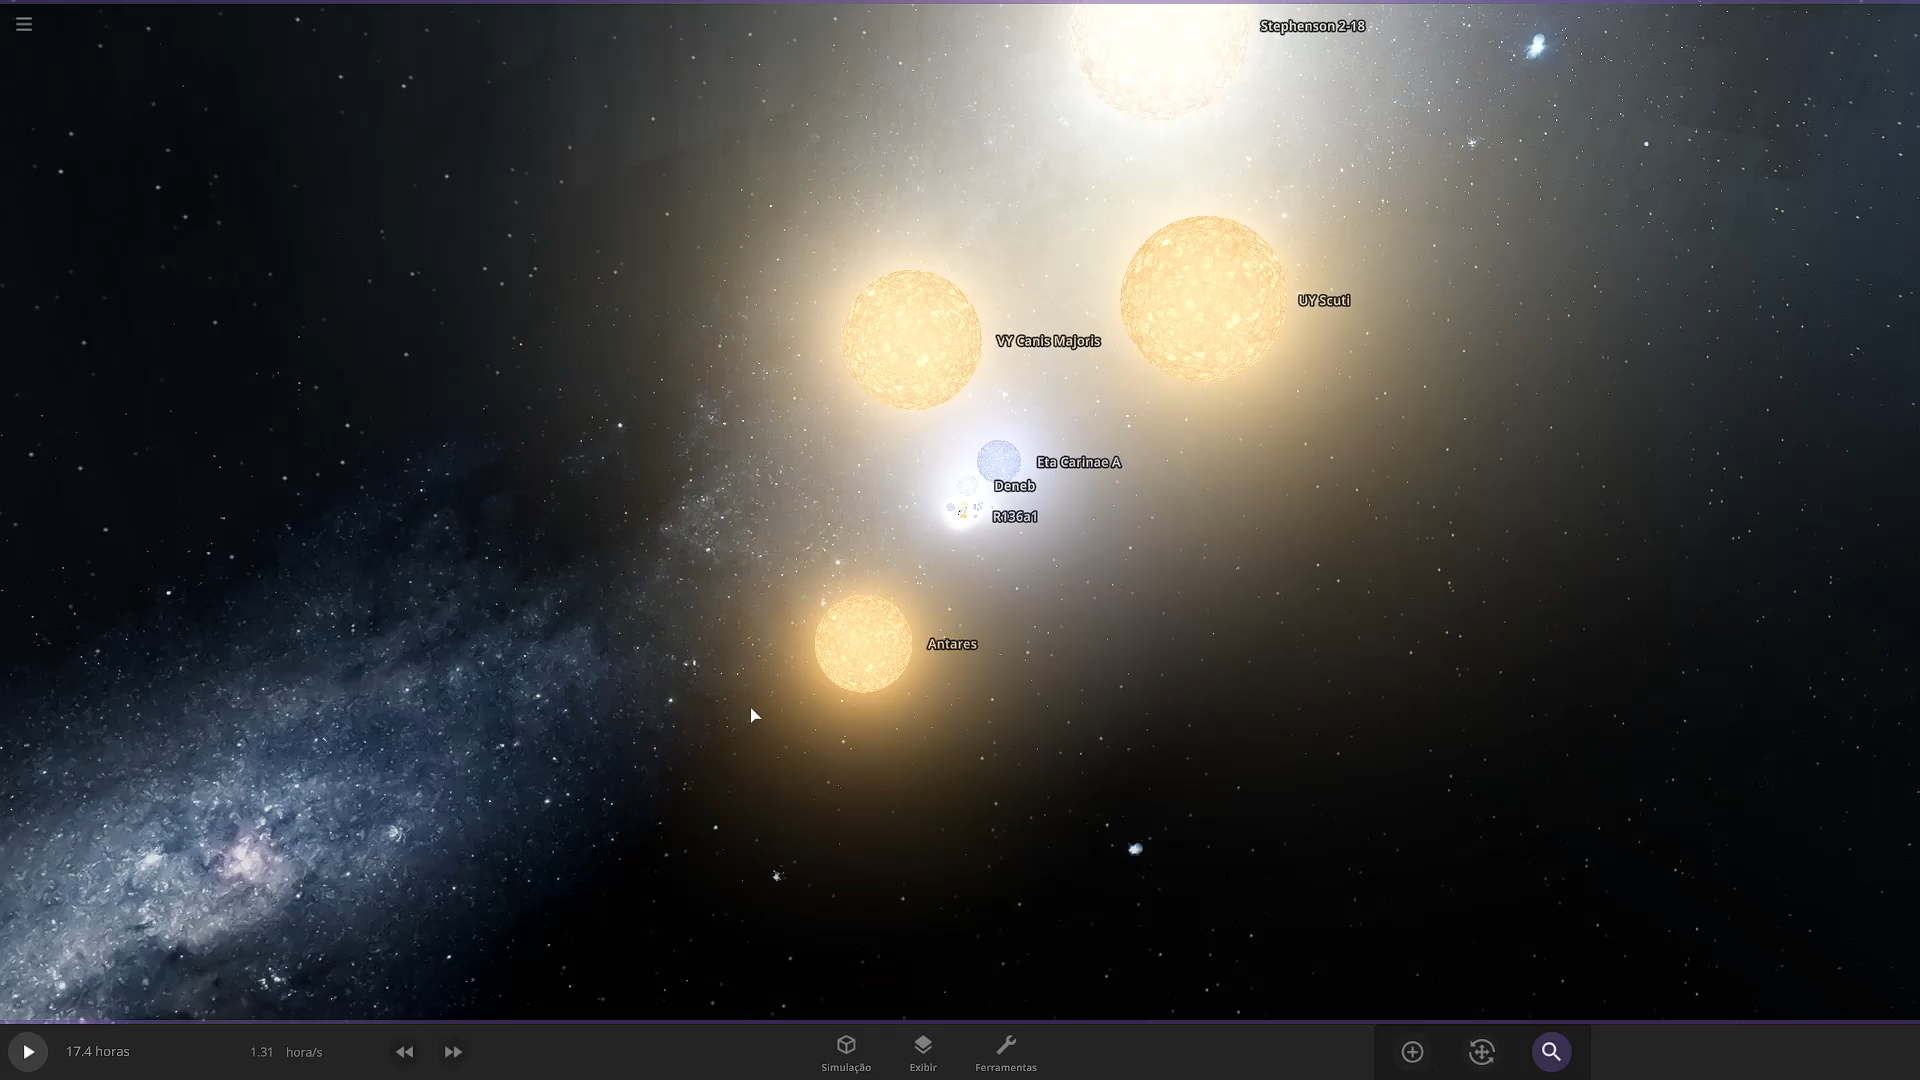 Stephenson 2-18
UY Scuti
VY Canis Majoris
Eta Carinae A
Deneb
R136a1
Antares
17.4 horas
1.31 hora/s
Simulação
Exibir
Ferramentas